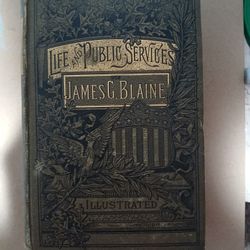 LIFE AND PUBLIC SERVICES
OF
JAMES G. BLAINE
ILLUSTRATED